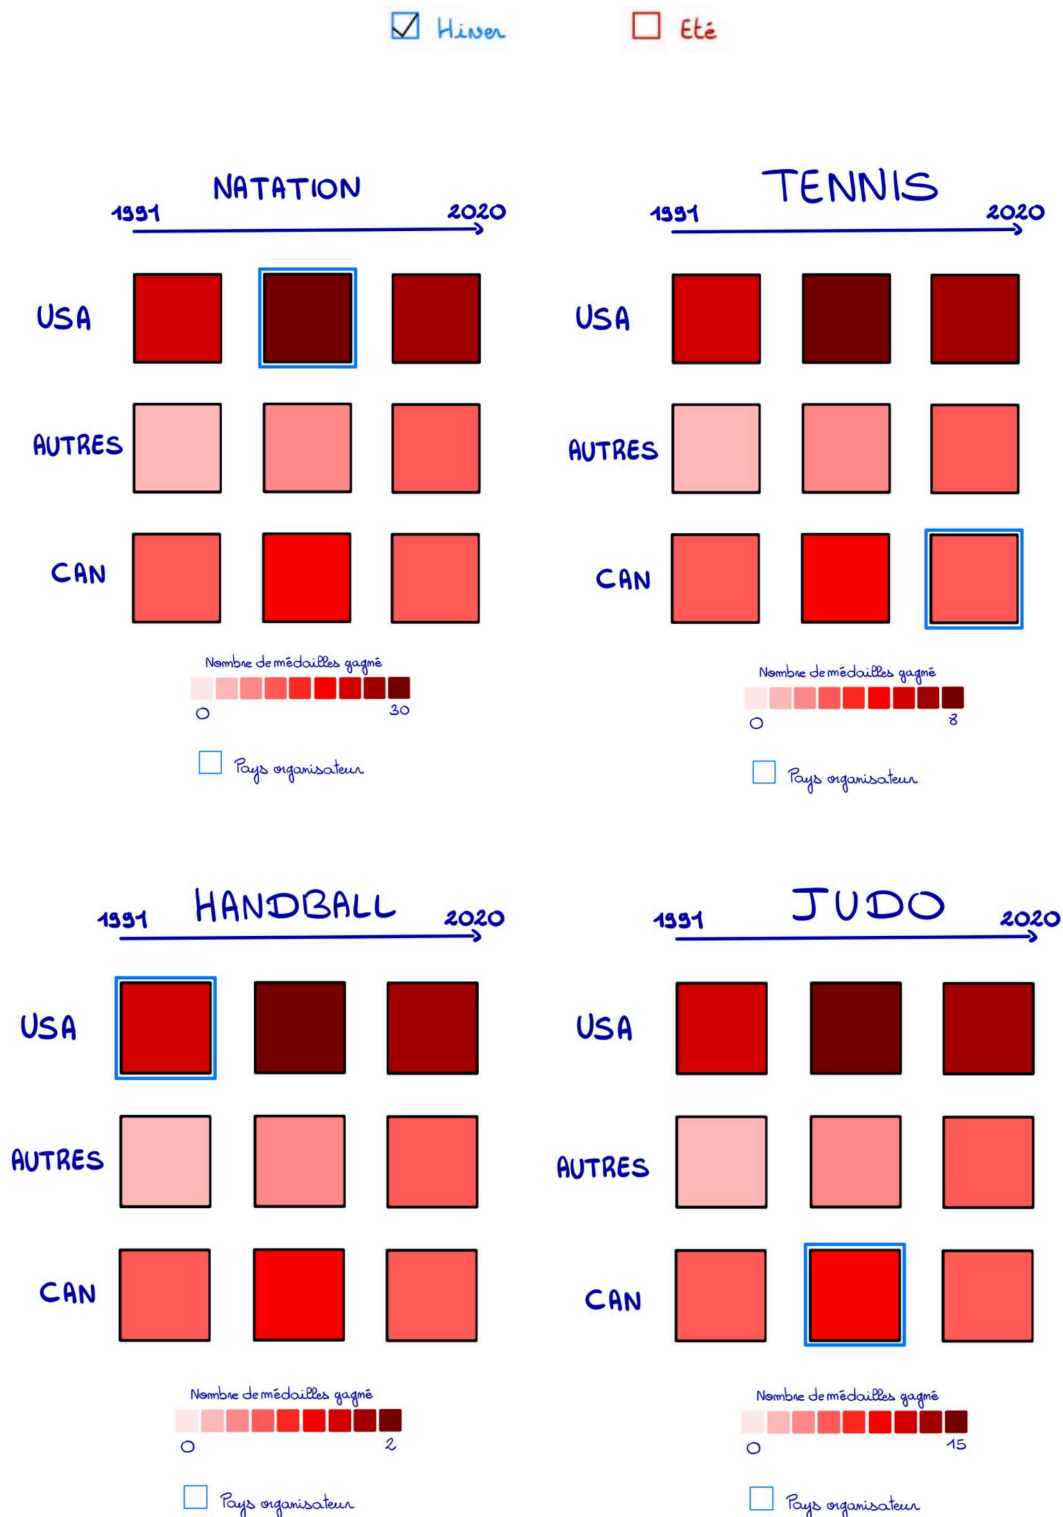 Hiver Eté
NATATION
1991 2020
USA
AUTRES
CAN
Nombre de médailles gagné
0 30
Pays organisateur
TENNIS
1991 2020
USA
AUTRES
CAN
Nombre de médailles gagné
0 8
Pays organisateur
HANDBALL
1991 2020
USA
AUTRES
CAN
Nombre de médailles gagné
0 2
Pays organisateur
JUDO
1991 2020
USA
AUTRES
CAN
Nombre de médailles gagné
0 15
Pays organisateur